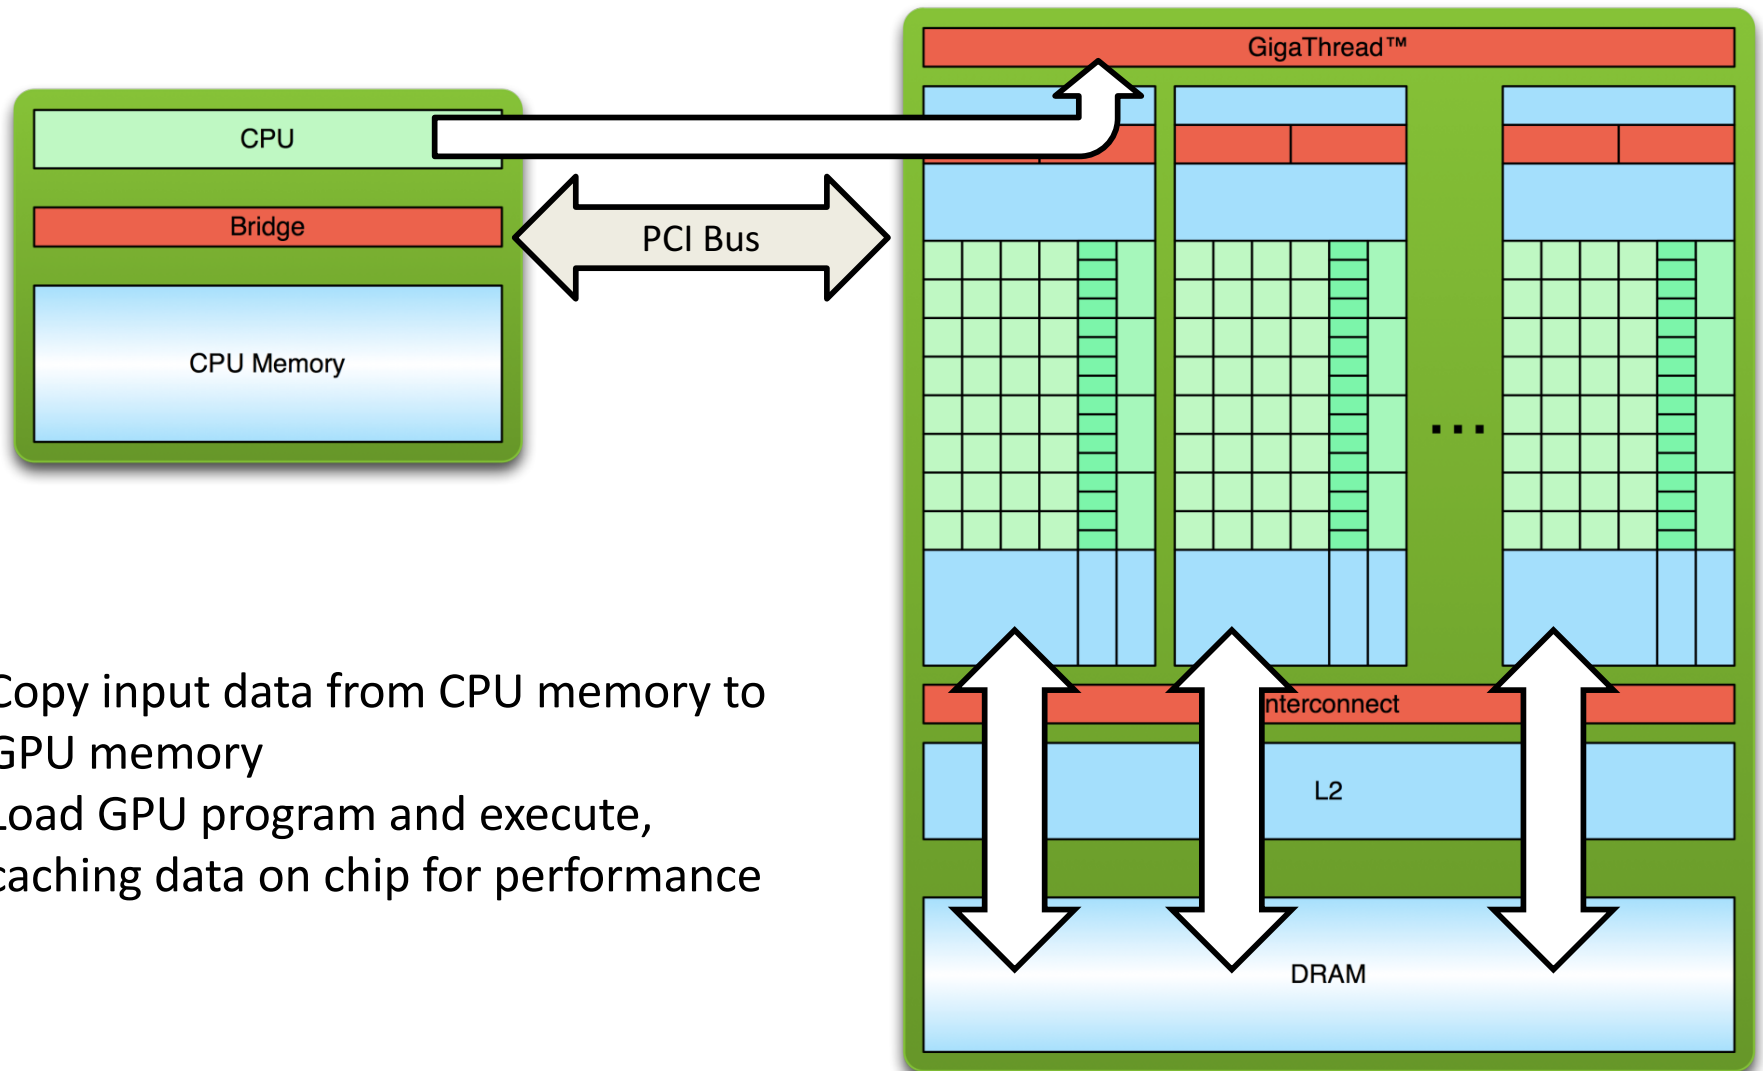 GigaThread™
CPU
Bridge
PCI Bus
CPU Memory
...
Copy input data from CPU memory to
GPU memory
Load GPU program and execute,
caching data on chip for performance
nterconnect
L2
DRAM